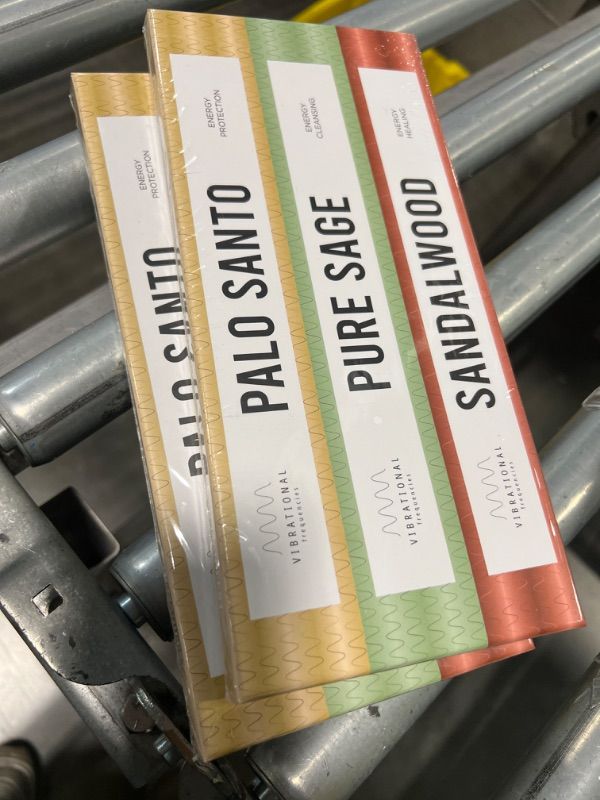 ENERGY
PROTECTION
PALO SANTO
VIBRATIONAL
frequencies
ENERGY
CLEANSING
PURE SAGE
VIBRATIONAL
frequencies
ENERGY
HEALING
SANDALWOOD
VIBRATIONAL
frequencies
ENERGY
PROTECTION
PALO SANTO